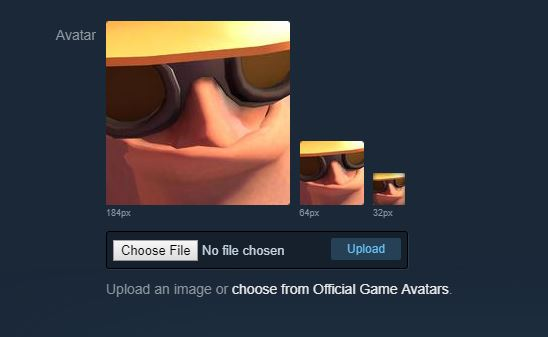 Avatar
184px
64px
32px
Choose File No file chosen
Upload
Upload an image or choose from Official Game Avatars.